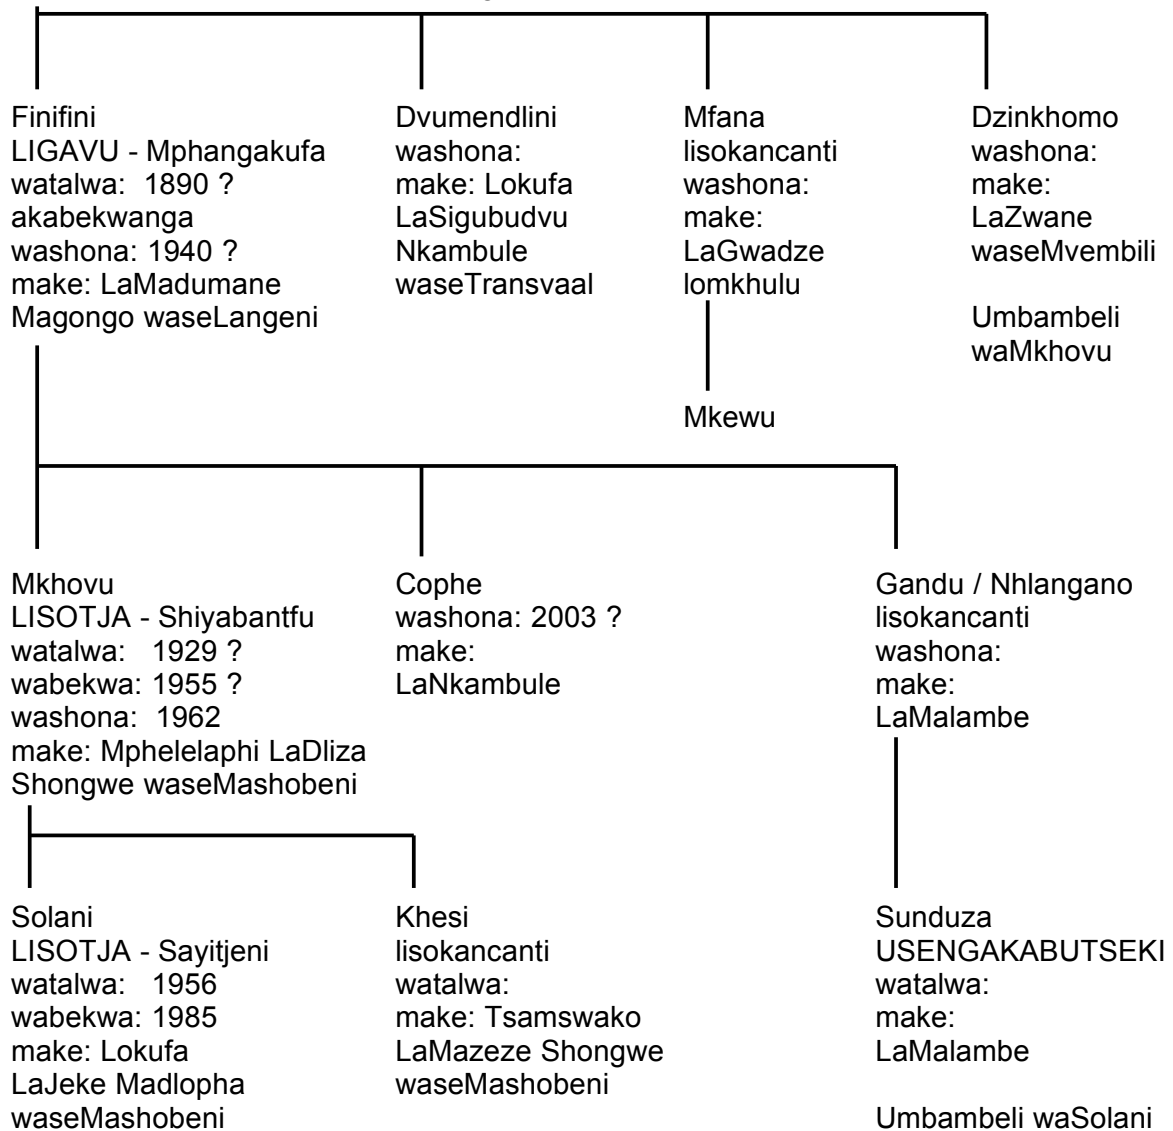 Finifini
LIGAVU - Mphangakufa
watalwa: 1890 ?
akabekwanga
washona: 1940 ?
make: LaMadumane
Magongo waseLangeni
Dvumendlini
washona:
make: Lokufa
LaSigubudvu
Nkambule
waseTransvaal
Mfana
lisokancanti
washona:
make:
LaGwadze
lomkhulu
Dzinkhomo
washona:
make:
LaZwane
waseMvembili
Umbambeli
waMkhovu
Mkewu
Mkhovu
LISOTJA - Shiyabantfu
watalwa: 1929 ?
wabekwa: 1955 ?
washona: 1962
make: Mphelelaphi LaDliza
Shongwe waseMashobeni
Cophe
washona: 2003 ?
make:
LaNkambule
Gandu / Nhlangano
lisokancanti
washona:
make:
LaMalambe
Solani
LISOTJA - Sayitjeni
watalwa: 1956
wabekwa: 1985
make: Lokufa
LaJeke Madlopha
waseMashobeni
Khesi
lisokancanti
watalwa:
make: Tsamswako
LaMazeze Shongwe
waseMashobeni
Sunduza
USENGAKABUTSEKI
watalwa:
make:
LaMalambe
Umbambeli waSolani